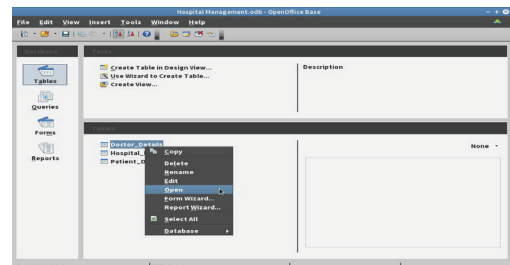 Hospital Management.odb - OpenOffice Base
File Edit View Insert Tools Window Help
Database
Tasks
Tables
Queries
Forms
Reports
Create Table in Design View...
Use Wizard to Create Table...
Create View...
Description
Tables
Doctor_Details
Hospital_
Patient_D
None
Copy
Delete
Rename
Edit
Open
Form Wizard...
Report Wizard...
Select All
Database